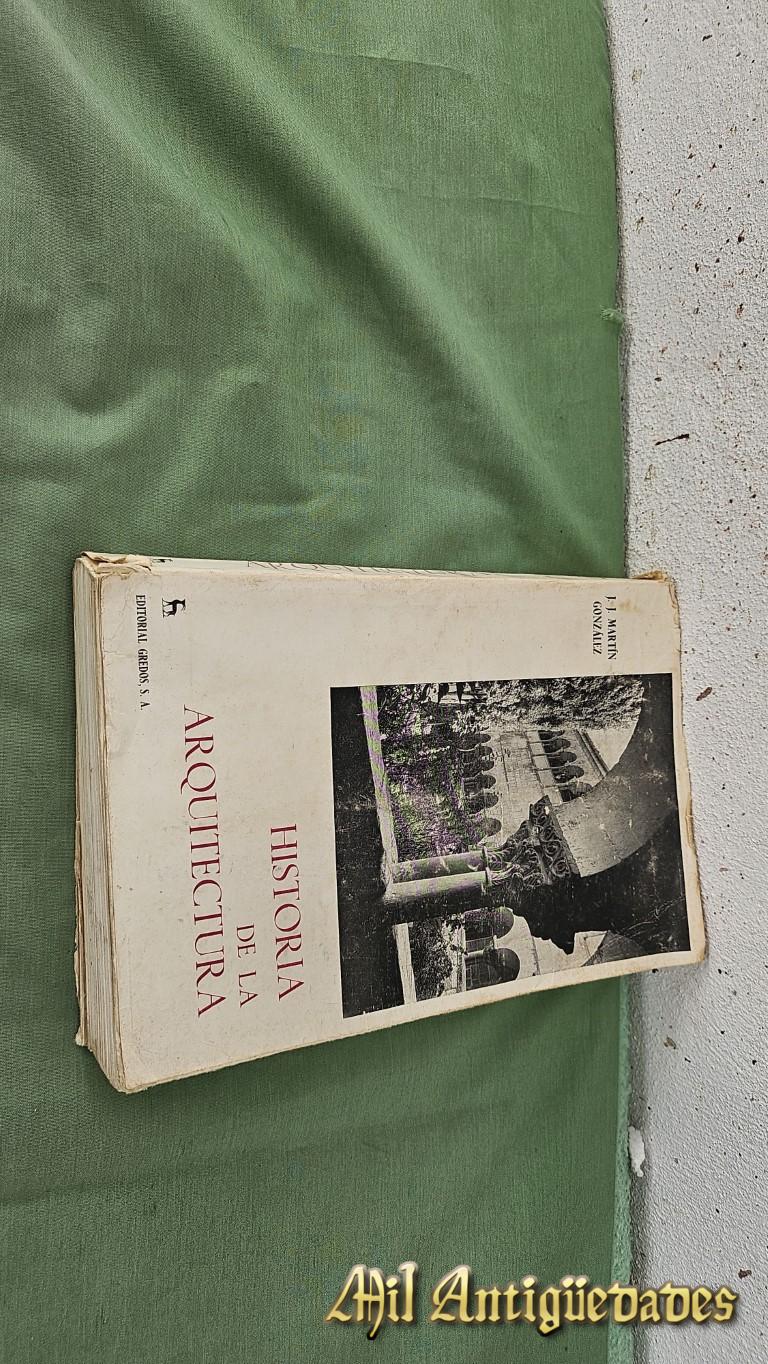 J.-J. MARTÍN
GONZÁLEZ
HISTORIA
DE LA
ARQUITECTURA
EDITORIAL GREDOS, S. A.
Mil Antigüedades